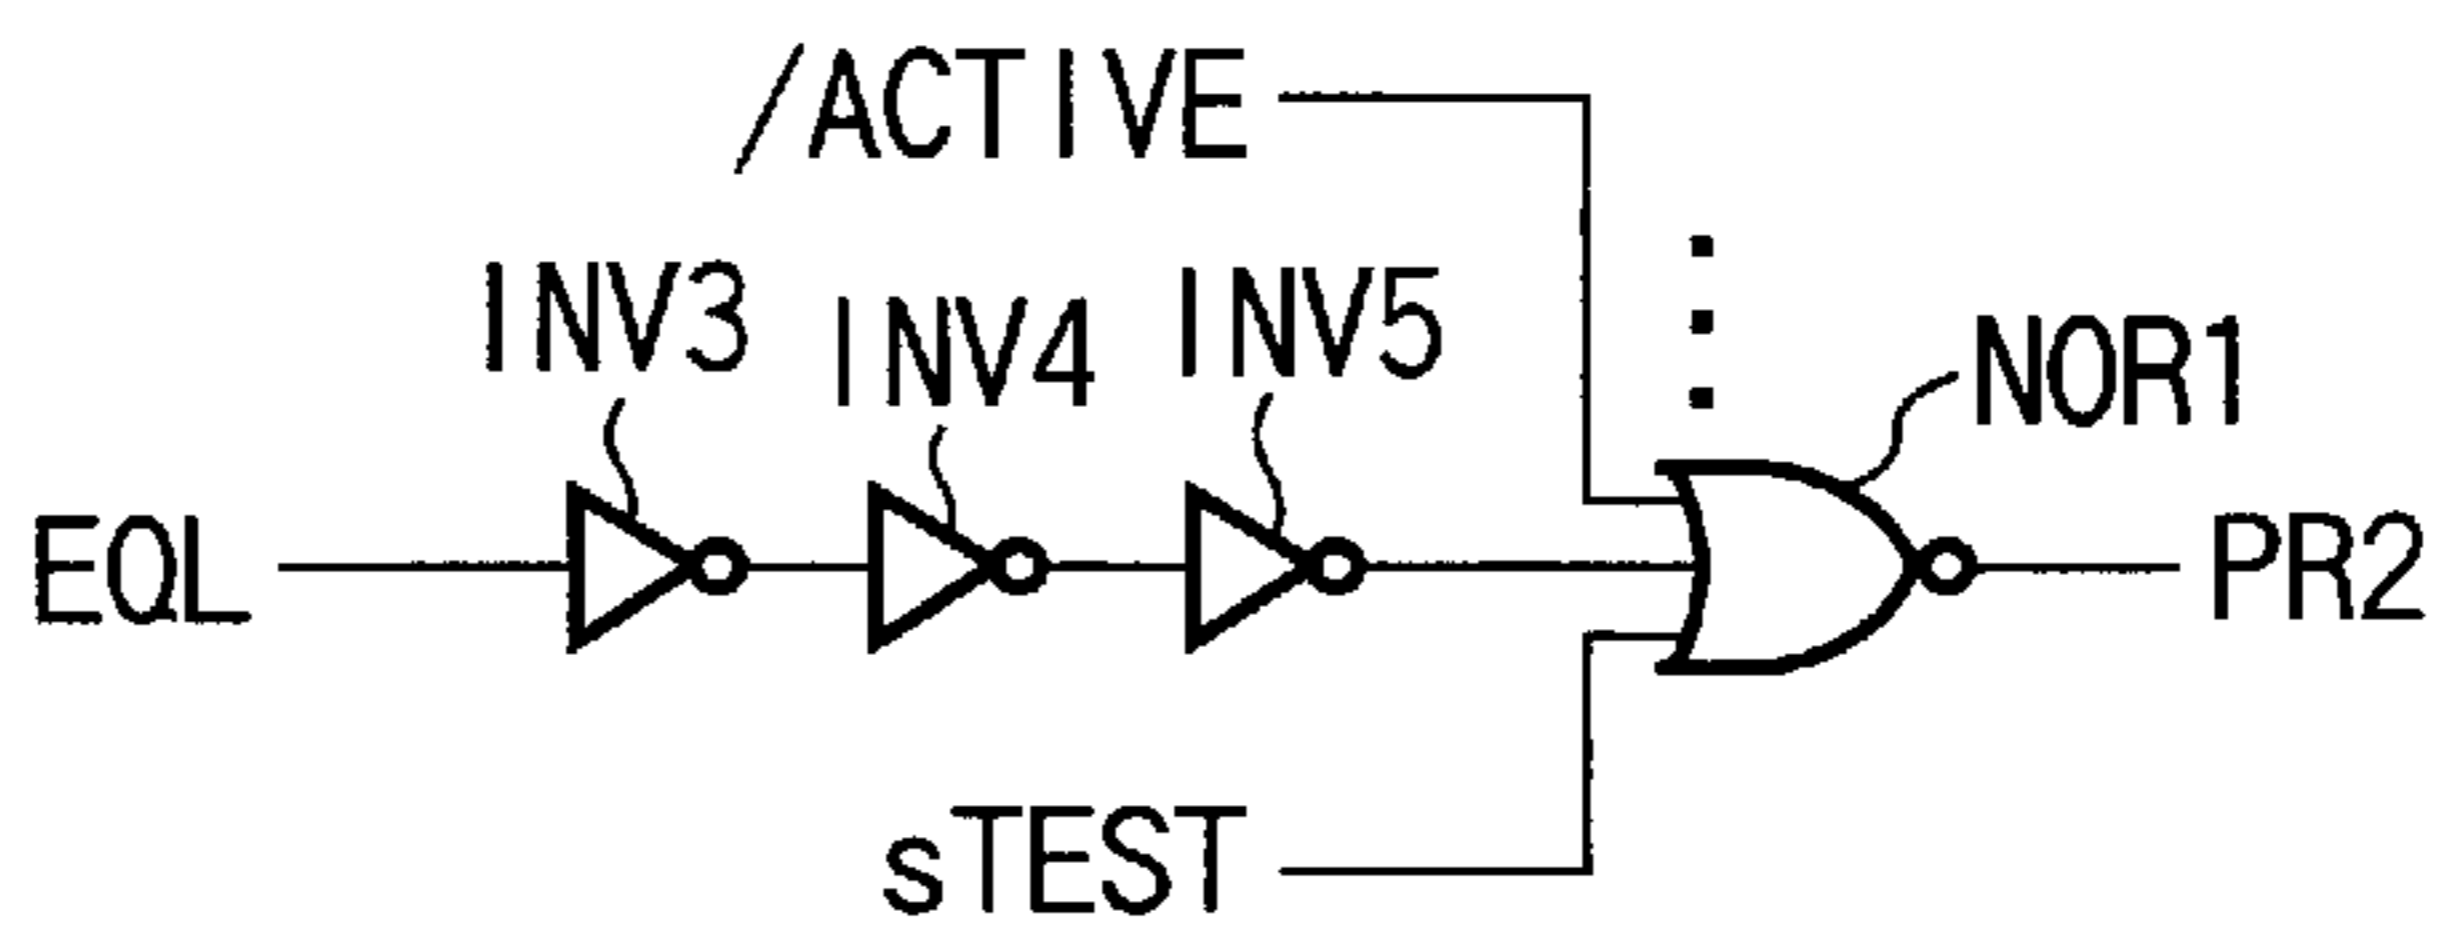 /ACTIVE
INV3
INV4
INV5
NOR1
EQL
PR2
sTEST